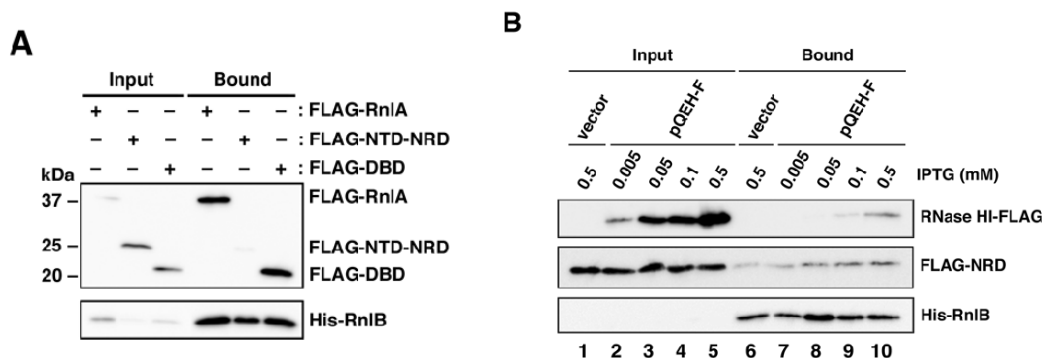 A
Input Bound
+ – – + – – : FLAG-RnlA
– + – – + – : FLAG-NTD-NRD
– – + – – + : FLAG-DBD
kDa
37 – FLAG-RnlA
25 – FLAG-NTD-NRD
20 – FLAG-DBD
His-RnlB
B
Input Bound
vector pQEH-F vector pQEH-F
0.5 0.005 0.05 0.1 0.5 0.5 0.005 0.05 0.1 0.5 IPTG (mM)
RNase HI-FLAG
FLAG-NRD
His-RnlB
1 2 3 4 5 6 7 8 9 10